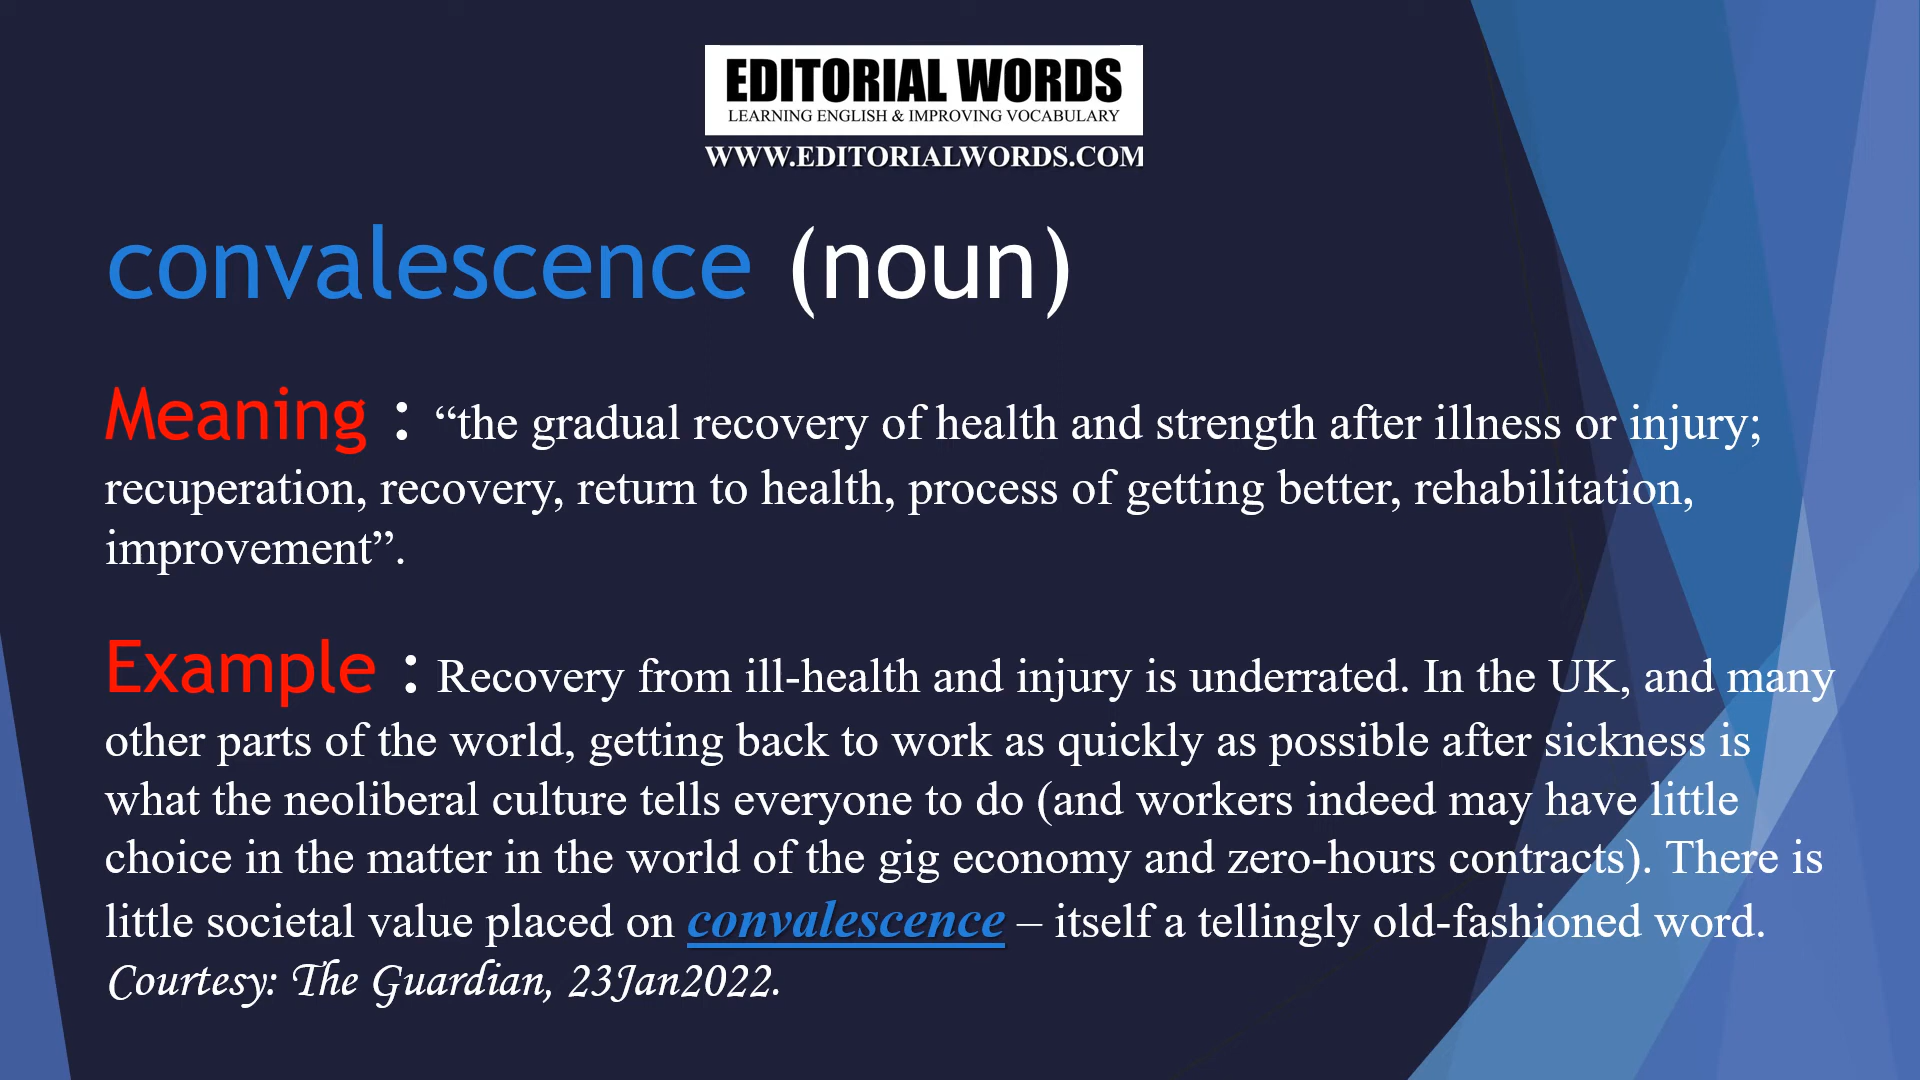 EDITORIAL WORDS
LEARNING ENGLISH & IMPROVING VOCABULARY
WWW.EDITORIALWORDS.COM
convalescence (noun)
Meaning : “the gradual recovery of health and strength after illness or injury;
recuperation, recovery, return to health, process of getting better, rehabilitation,
improvement”.
Example : Recovery from ill-health and injury is underrated. In the UK, and many
other parts of the world, getting back to work as quickly as possible after sickness is
what the neoliberal culture tells everyone to do (and workers indeed may have little
choice in the matter in the world of the gig economy and zero-hours contracts). There is
little societal value placed on convalescence – itself a tellingly old-fashioned word.
Courtesy: The Guardian, 23Jan2022.